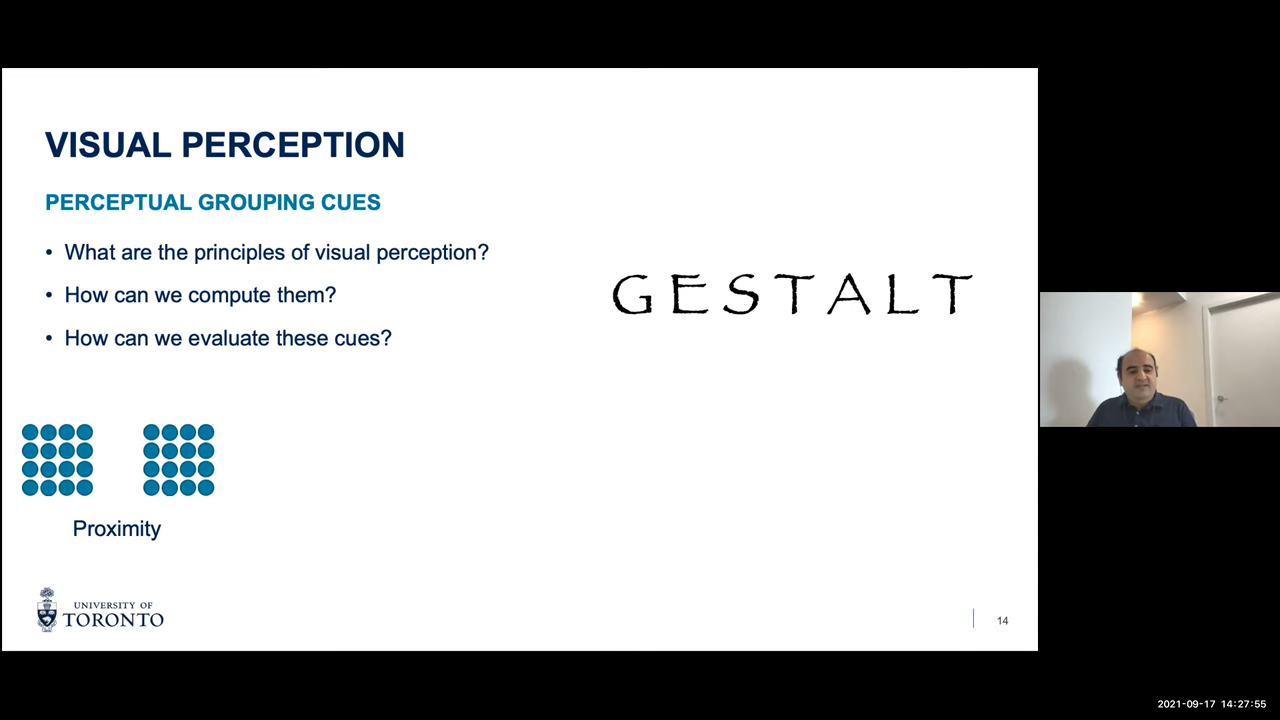 VISUAL PERCEPTION
PERCEPTUAL GROUPING CUES
• What are the principles of visual perception?
• How can we compute them?
• How can we evaluate these cues?
GESTALT
Proximity
UNIVERSITY OF
TORONTO
14
2021-09-17 14:27:55